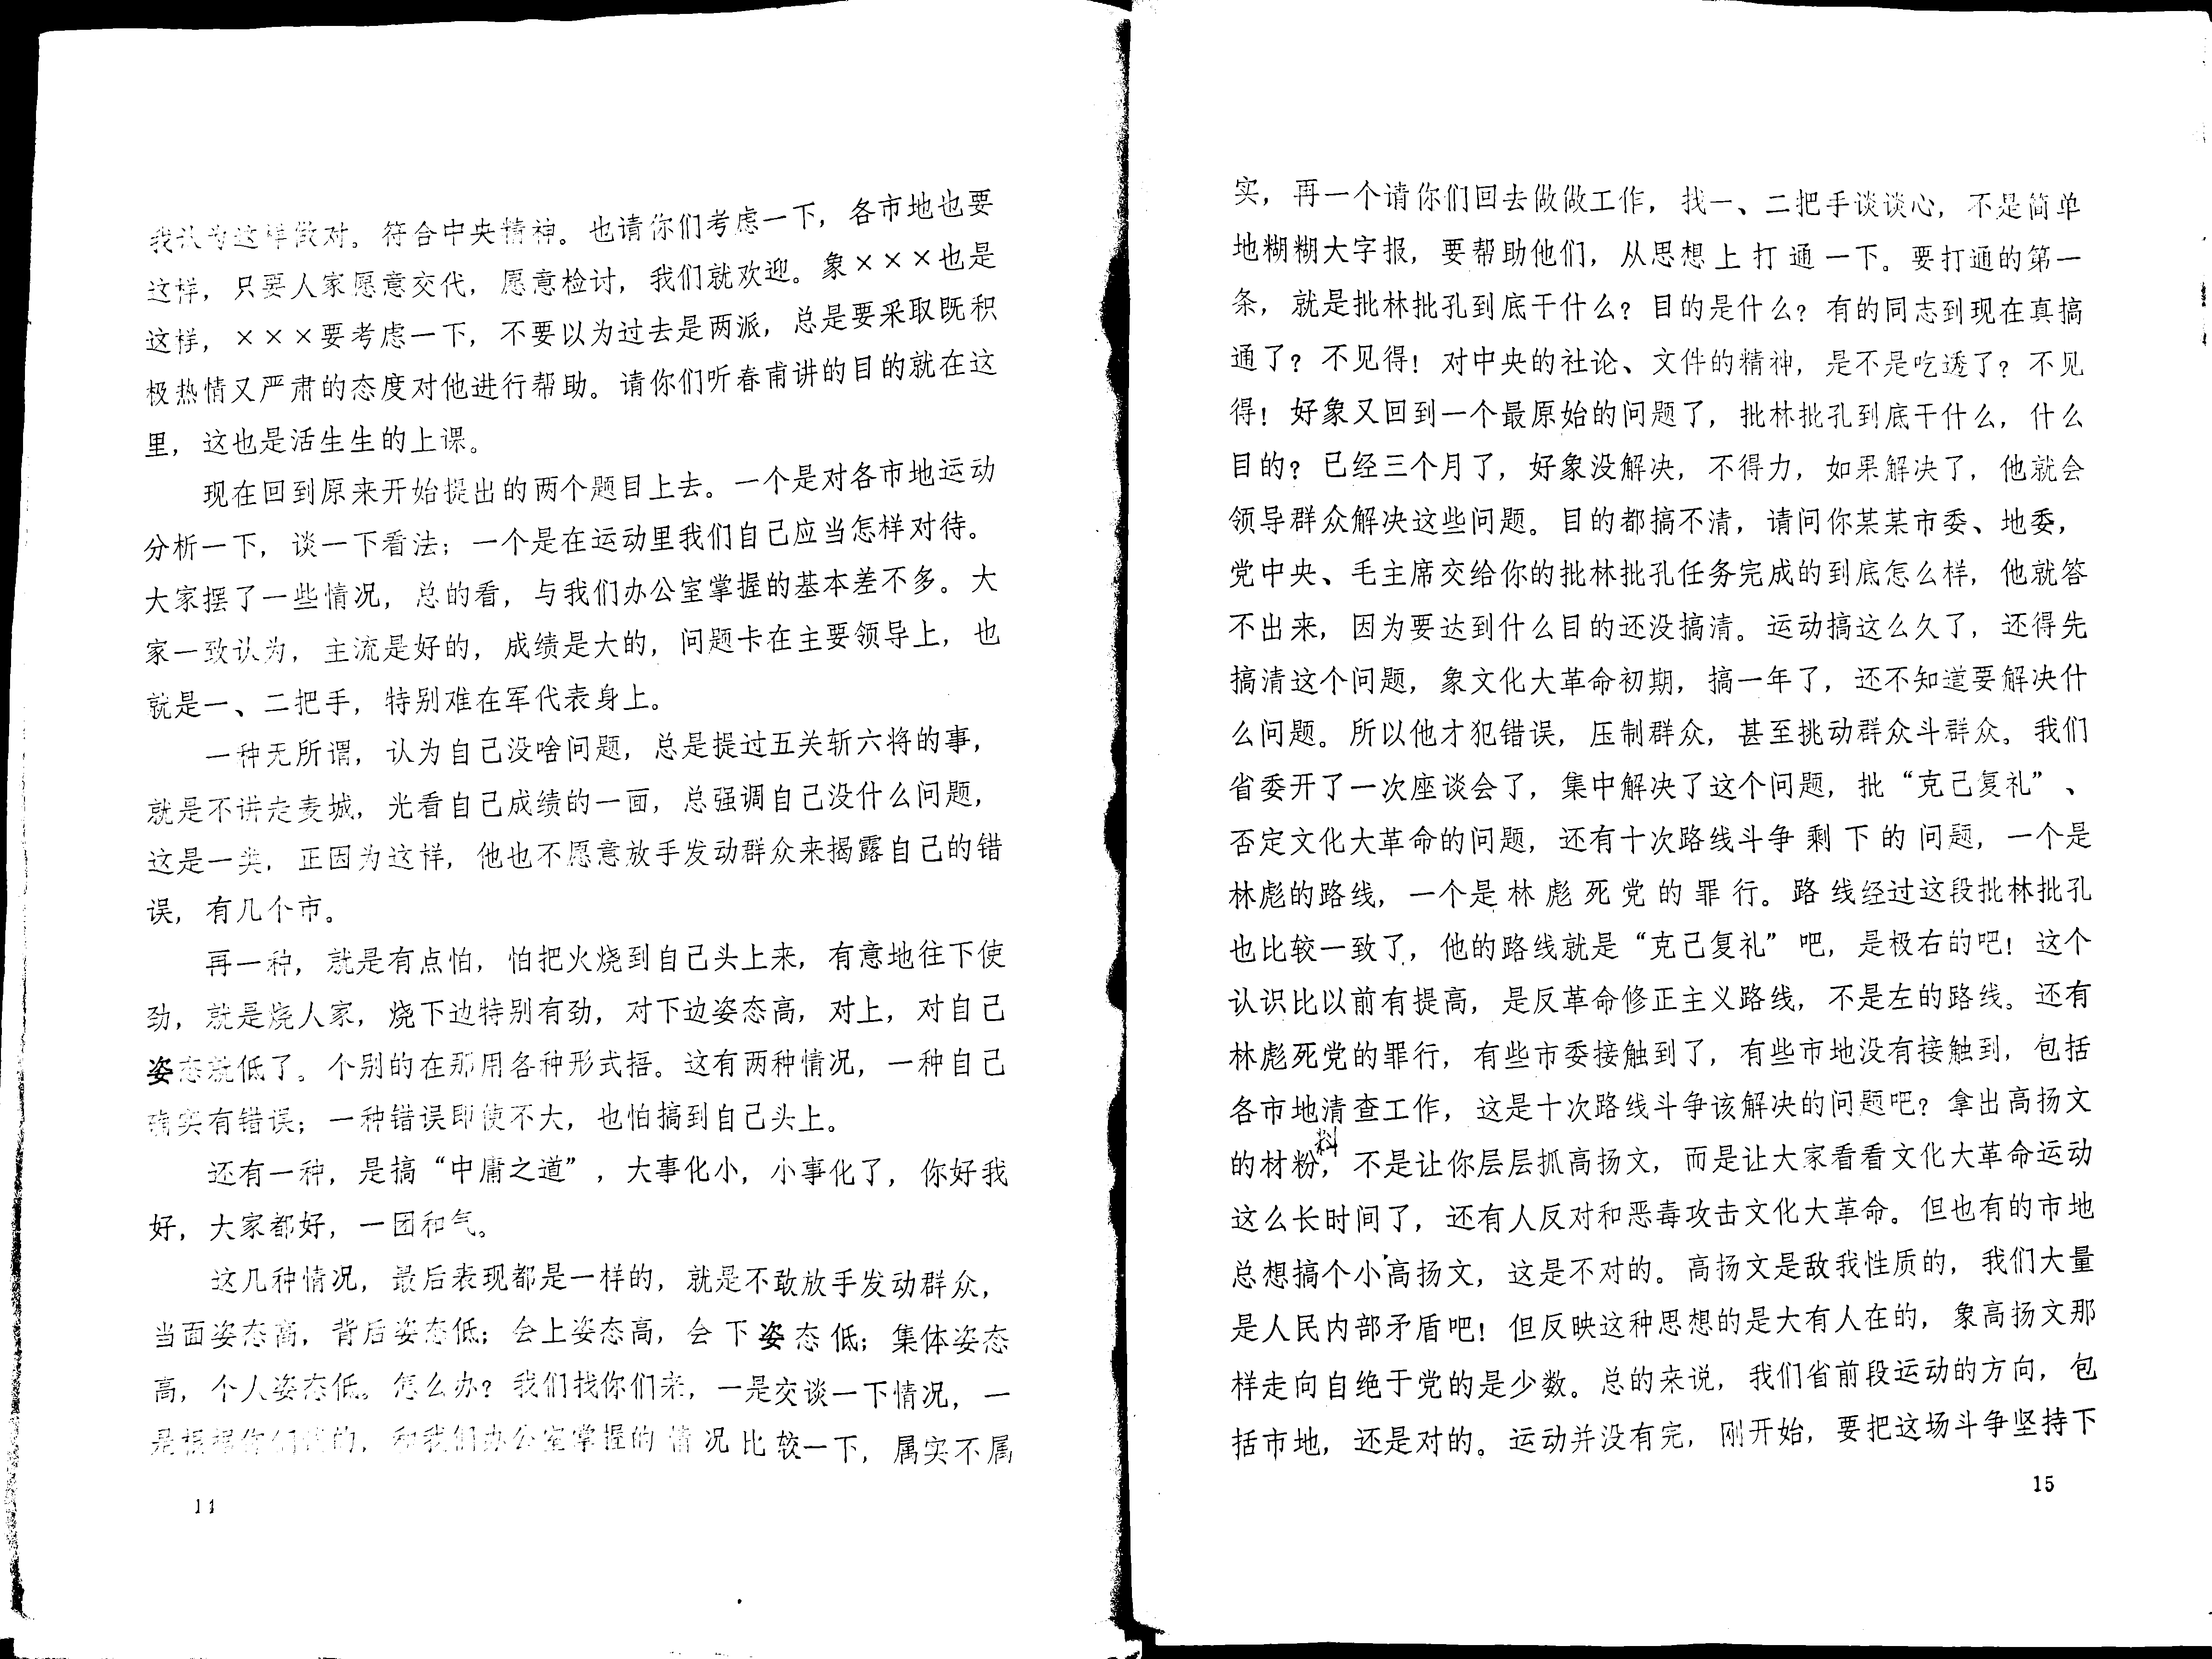 我认为这样做对。符合中央精神。也请你们考虑一下，各市地也要
这样，只要人家愿意交代，愿意检讨，我们就欢迎。象×××也是
这样，×××要考虑一下，不要以为过去是两派，总是要采取既积
极热情又严肃的态度对他进行帮助。请你们听春甫讲的目的就在这
里，这也是活生生的上课。
现在回到原来开始提出的两个题目上去。一个是对各市地运动
分析一下，谈一下看法；一个是在运动里我们自己应当怎样对待。
大家摆了一些情况，总的看，与我们办公室掌握的基本差不多。大
家一致认为，主流是好的，成绩是大的，问题卡在主要领导上，也
就是一、二把手，特别难在军代表身上。
一种无所谓，认为自己没啥问题，总是提过五关斩六将的事，
就是不讲走麦城，光看自己成绩的一面，总强调自己没什么问题，
这是一类，正因为这样，他也不愿意放手发动群众来揭露自己的错
误，有几个市。
再一种，就是有点怕，怕把火烧到自己头上来，有意地往下使
劲，就是烧人家，烧下边特别有劲，对下边姿态高，对上，对自己
姿态就低了。个别的在那用各种形式捂。这有两种情况，一种自己
确实有错误；一种错误即使不大，也怕搞到自己头上。
还有一种，是搞“中庸之道”，大事化小，小事化了，你好我
好，大家都好，一团和气。
这几种情况，最后表现都是一样的，就是不敢放手发动群众，
当面姿态高，背后姿态低；会上姿态高，会下姿态低；集体姿态
高，个人姿态低。怎么办？我们找你们来，一是交谈一下情况，一
是根据你们谈的，和我们办公室掌握的情况比较一下，属实不属
14
实，再一个请你们回去做做工作，找一、二把手谈谈心，不是简单
地糊糊大字报，要帮助他们，从思想上打通一下。要打通的第一
条，就是批林批孔到底干什么？目的是什么？有的同志到现在真搞
通了？不见得！对中央的社论、文件的精神，是不是吃透了？不见
得！好象又回到一个最原始的问题了，批林批孔到底干什么，什么
目的？已经三个月了，好象没解决，不得力，如果解决了，他就会
领导群众解决这些问题。目的都搞不清，请问你某某市委、地委，
党中央、毛主席交给你的批林批孔任务完成的到底怎么样，他就答
不出来，因为要达到什么目的还没搞清。运动搞这么久了，还得先
搞清这个问题，象文化大革命初期，搞一年了，还不知道要解决什
么问题。所以他才犯错误，压制群众，甚至挑动群众斗群众。我们
省委开了一次座谈会了，集中解决了这个问题，批“克己复礼”、
否定文化大革命的问题，还有十次路线斗争剩下的问题，一个是
林彪的路线，一个是林彪死党的罪行。路线经过这段批林批孔
也比较一致了，他的路线就是“克己复礼”吧，是极右的吧！这个
认识比以前有提高，是反革命修正主义路线，不是左的路线。还有
林彪死党的罪行，有些市委接触到了，有些市地没有接触到，包括
各市地清查工作，这是十次路线斗争该解决的问题吧？拿出高扬文
料
的材粉，不是让你层层抓高扬文，而是让大家看看文化大革命运动
这么长时间了，还有人反对和恶毒攻击文化大革命。但也有的市地
总想搞个小高扬文，这是不对的。高扬文是敌我性质的，我们大量
是人民内部矛盾吧！但反映这种思想的是大有人在的，象高扬文那
样走向自绝于党的是少数。总的来说，我们省前段运动的方向，包
括市地，还是对的。运动并没有完，刚开始，要把这场斗争坚持下
15